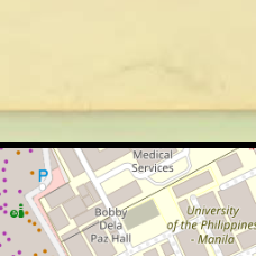 Medical
Services
P
Bobby
Dela
Paz Hall
University
of the Philippines
- Manila